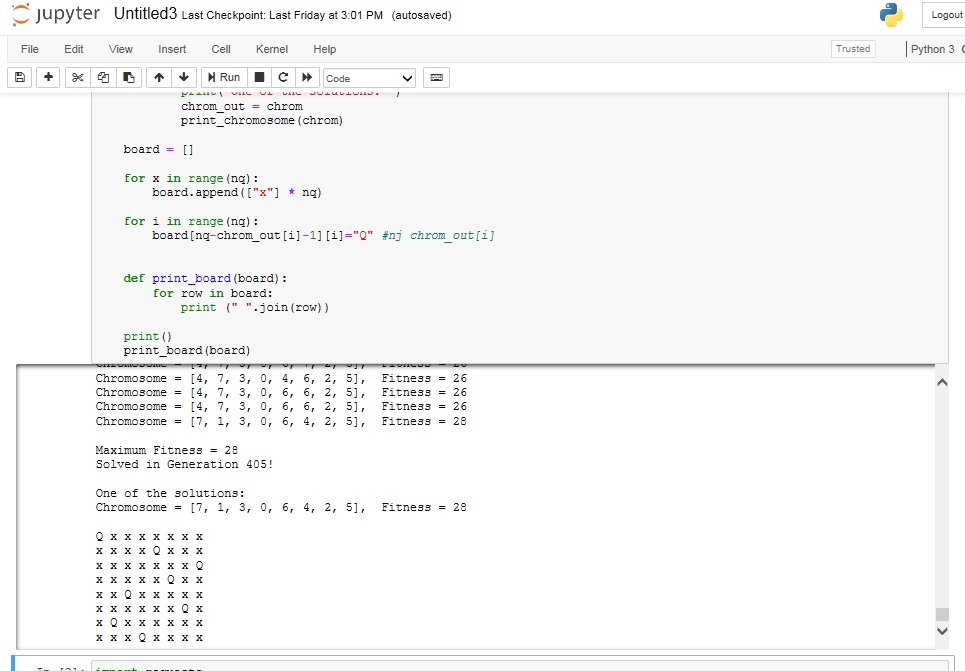 jupyter Untitled3 Last Checkpoint: Last Friday at 3:01 PM (autosaved)
Logout
File Edit View Insert Cell Kernel Help
Trusted
Python 3
Run
Code
print( "One of the solutions: " )
chrom_out = chrom
print_chromosome(chrom)
board = []
for x in range(nq):
board.append(["x"] * nq)
for i in range(nq):
board[nq-chrom_out[i]-1][i]="Q" #nj chrom_out[i]
def print_board(board):
for row in board:
print (" ".join(row))
print()
print_board(board)
Chromosome = [4, 7, 3, 0, 4, 6, 2, 5], Fitness = 26
Chromosome = [4, 7, 3, 0, 6, 6, 2, 5], Fitness = 26
Chromosome = [4, 7, 3, 0, 6, 6, 2, 5], Fitness = 26
Chromosome = [7, 1, 3, 0, 6, 4, 2, 5], Fitness = 28
Maximum Fitness = 28
Solved in Generation 405!
One of the solutions:
Chromosome = [7, 1, 3, 0, 6, 4, 2, 5], Fitness = 28
Q x x x x x x x
x x x x Q x x x
x x x x x x x Q
x x x x x Q x x
x x Q x x x x x
x x x x x x Q x
x Q x x x x x x
x x x Q x x x x
import requests